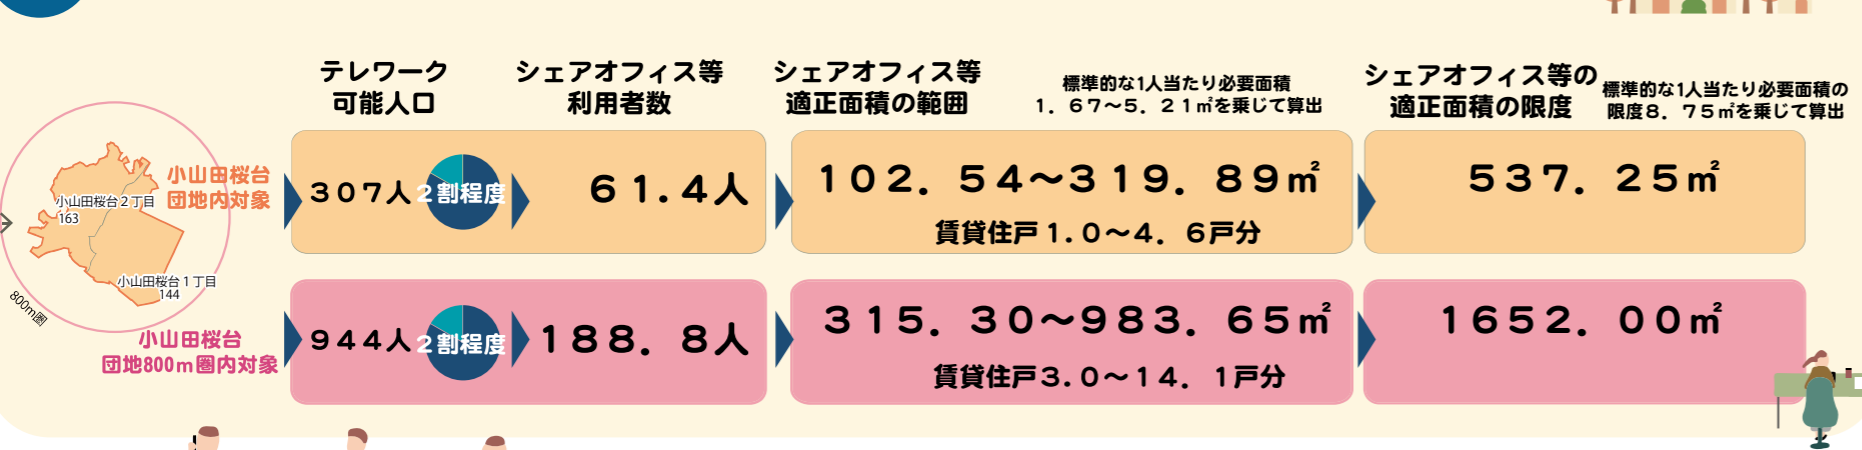 テレワーク
可能人口
シェアオフィス等
利用者数
シェアオフィス等
適正面積の範囲
標準的な1人当たり必要面積
1．67～5．21㎡を乗じて算出
シェアオフィス等の
適正面積の限度
標準的な1人当たり必要面積の
限度8．75㎡を乗じて算出
小山田桜台
団地内対象
小山田桜台２丁目
163
小山田桜台１丁目
144
800m圏
307人
2割程度
61.4人
102．54～319．89㎡
賃貸住戸1.0～4．6戸分
537．25㎡
小山田桜台
団地800m圏内対象
944人
2割程度
188．8人
315．30～983．65㎡
賃貸住戸3.0～14．1戸分
1652．00㎡